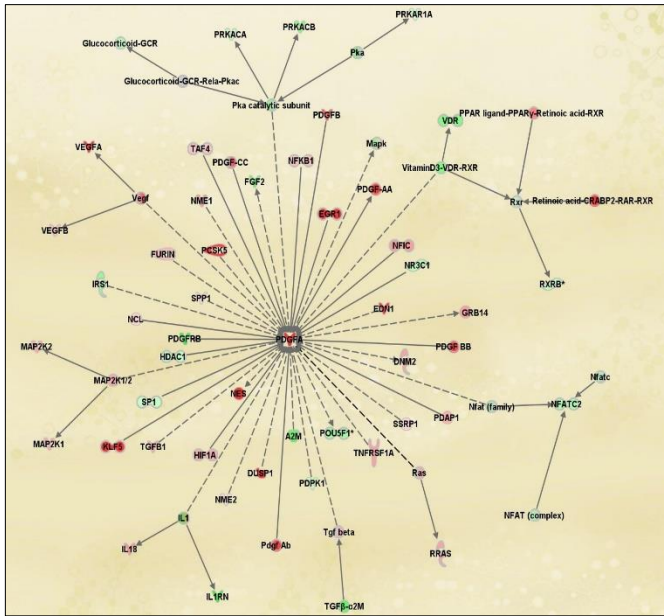 PRKAR1A
PRKACB
PRKACA
Glucocorticoid-GCR
Pka
Glucocorticoid-GCR-Rela-Pkac
Pka catalytic subunit
PDGFB
PPAR ligand-PPARγ-Retinoic acid-RXR
VDR
Mapk
VEGFA
TAF4
PDGF-CC
NFKB1
VitaminD3-VDR-RXR
FGF2
PDGF-AA
Vegf
NME1
Rxr
Retinoic acid-CRABP2-RAR-RXR
EGR1
VEGFB
PCSK5
FURIN
NFIC
NR3C1
RXRB*
IRS1
SPP1
EDN1
GRB14
NCL
PDGFRB
PDGFA
PDGF BB
MAP2K2
HDAC1
DNM2
MAP2K1/2
Nfatc
NES
SP1
Nfat (family)
NFATC2
PDAP1
SSRP1
POU5F1*
A2M
MAP2K1
KLF5
TGFB1
HIF1A
TNFRSF1A
DUSP1
PDPK1
Ras
NME2
IL1
NFAT (complex)
Tgf beta
IL18
Pdgf Ab
RRAS
IL1RN
TGFβ-α2M